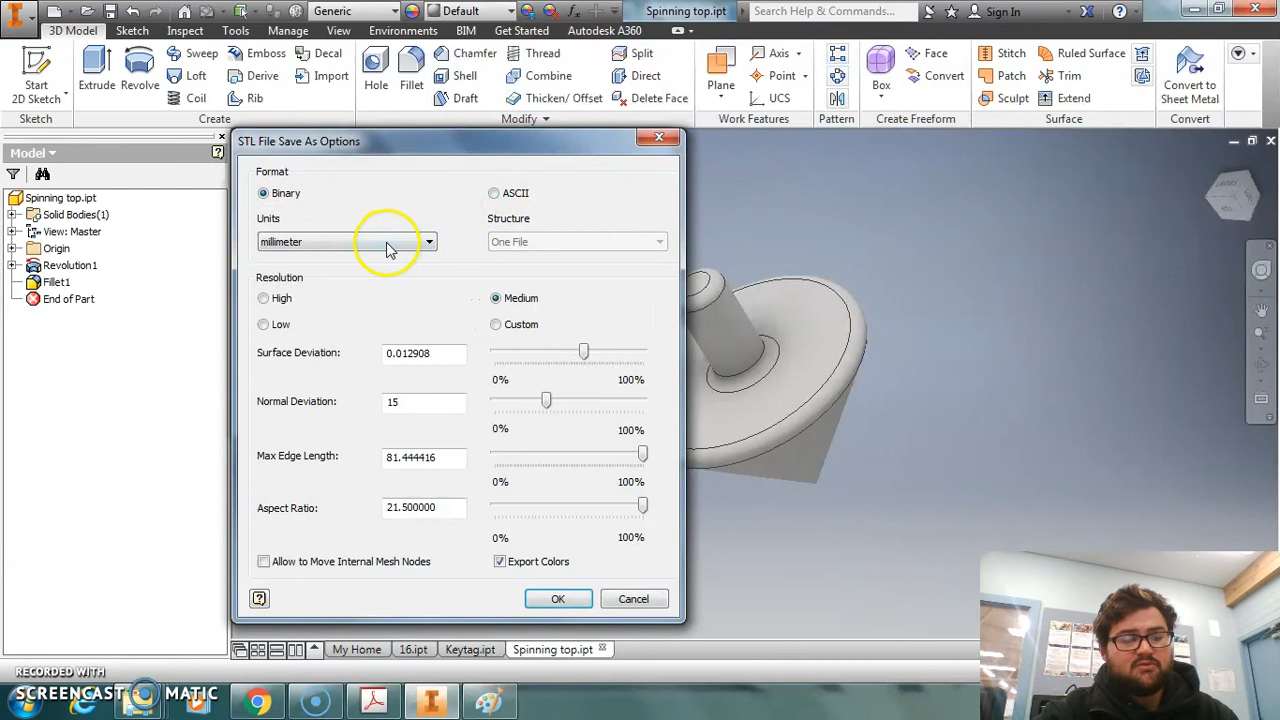 Generic
Default
fx
Spinning top.ipt
Search Help & Commands...
Sign In
3D Model
Sketch
Inspect
Tools
Manage
View
Environments
BIM
Get Started
Autodesk A360
Start
2D Sketch
Sketch
Extrude
Revolve
Sweep
Loft
Coil
Emboss
Derive
Rib
Decal
Import
Create
Hole
Fillet
Chamfer
Shell
Draft
Thread
Combine
Thicken/ Offset
Split
Direct
Delete Face
Modify
Plane
Axis
Point
UCS
Work Features
Pattern
Box
Face
Convert
Create Freeform
Stitch
Patch
Sculpt
Ruled Surface
Trim
Extend
Surface
Convert to
Sheet Metal
Convert
Model
Spinning top.ipt
Solid Bodies(1)
View: Master
Origin
Revolution1
Fillet1
End of Part
STL File Save As Options
Format
Binary
ASCII
Units
Structure
millimeter
One File
Resolution
High
Medium
Low
Custom
Surface Deviation:
0.012908
0%
100%
Normal Deviation:
15
0%
100%
Max Edge Length:
81.444416
0%
100%
Aspect Ratio:
21.500000
0%
100%
Allow to Move Internal Mesh Nodes
Export Colors
OK
Cancel
My Home
16.ipt
Keytag.ipt
Spinning top.ipt
RECORDED WITH
SCREENCAST MATIC